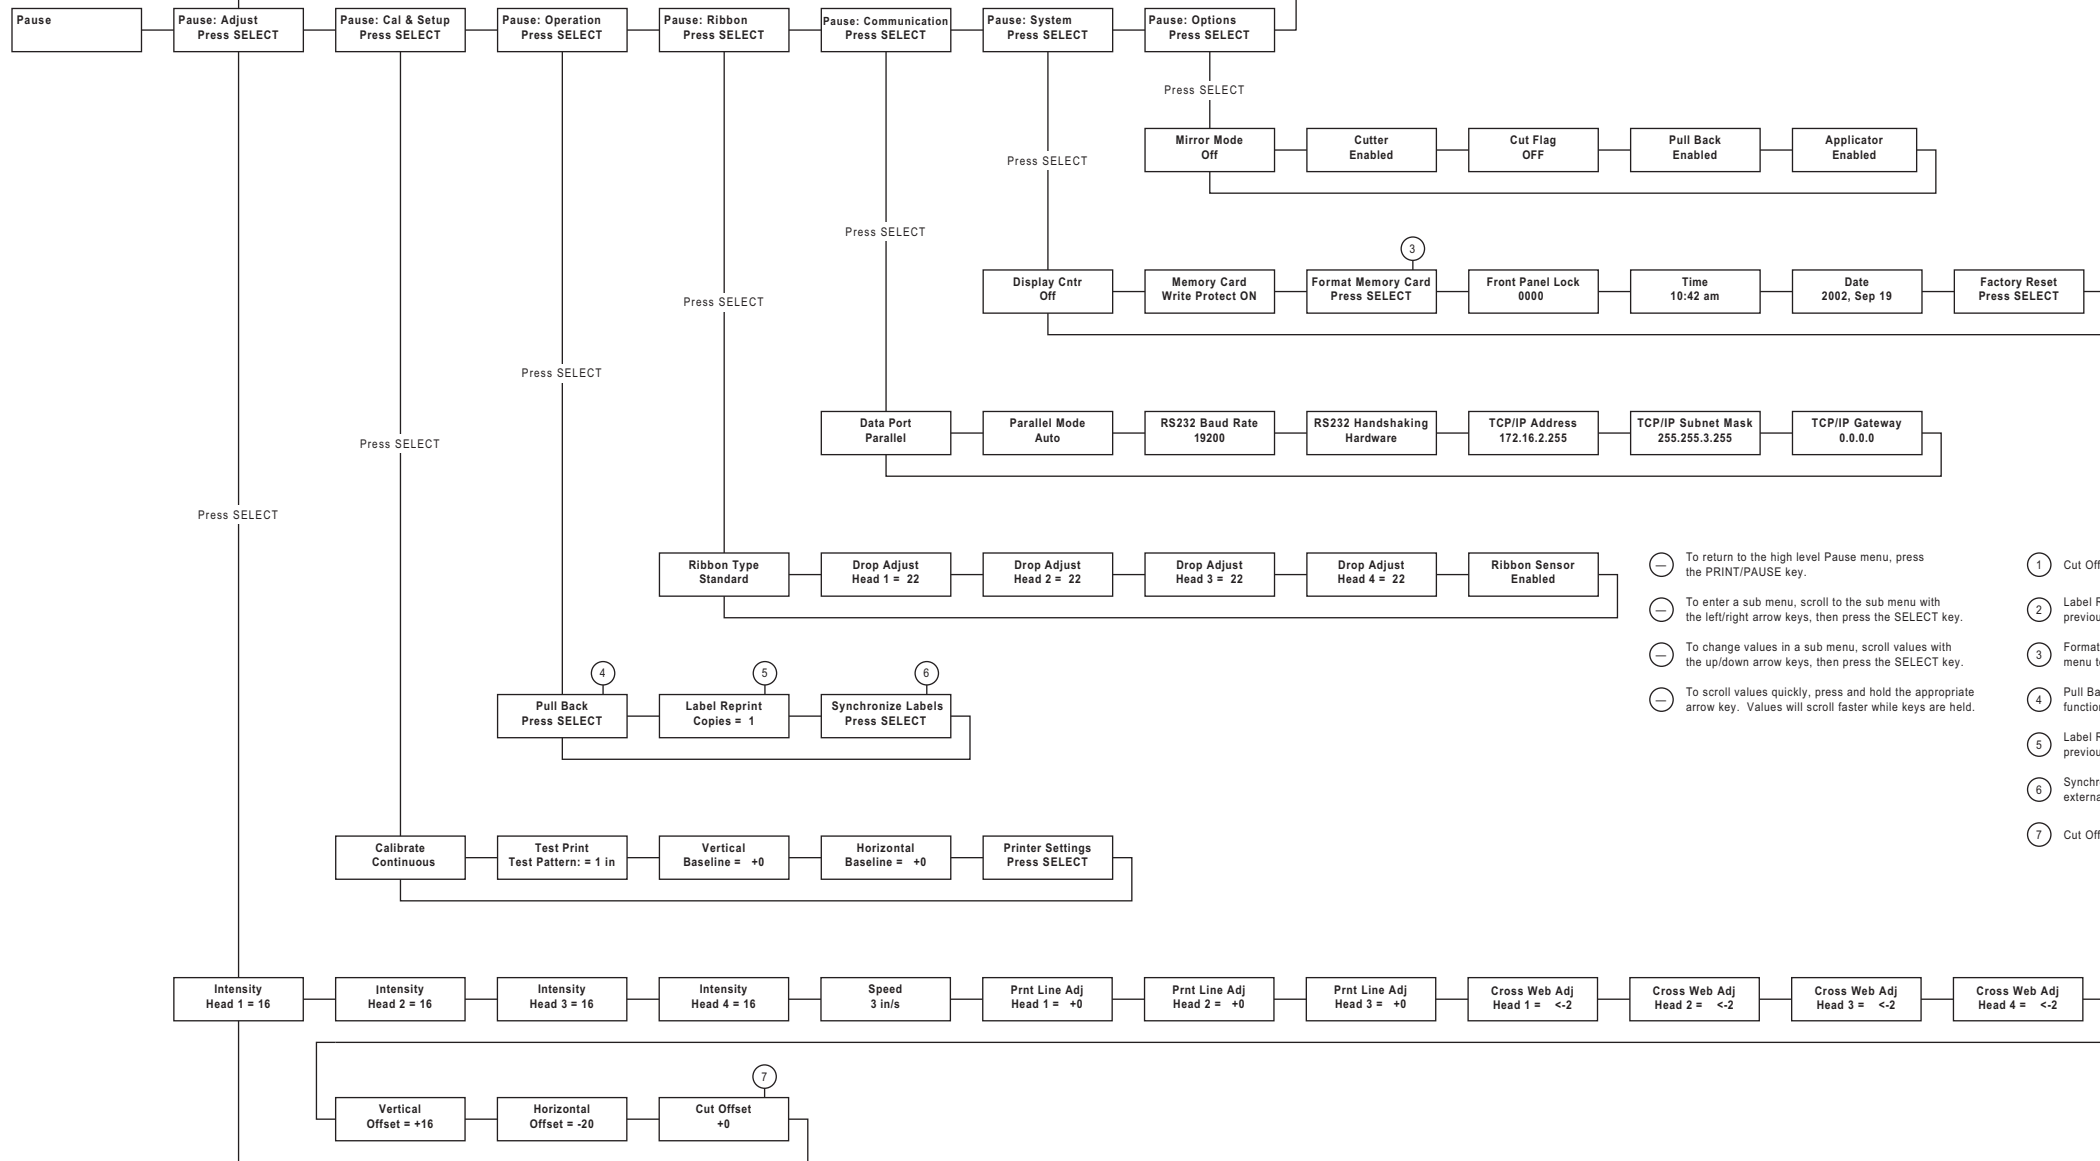 Pause
Pause: Adjust
Press SELECT
Pause: Cal & Setup
Press SELECT
Pause: Operation
Press SELECT
Pause: Ribbon
Press SELECT
Pause: Communication
Press SELECT
Pause: System
Press SELECT
Pause: Options
Press SELECT
Press SELECT
Mirror Mode
Off
Cutter
Enabled
Cut Flag
OFF
Pull Back
Enabled
Applicator
Enabled
Press SELECT
3
Display Cntr
Off
Memory Card
Write Protect ON
Format Memory Card
Press SELECT
Front Panel Lock
0000
Time
10:42 am
Date
2002, Sep 19
Factory Reset
Press SELECT
Press SELECT
Data Port
Parallel
Parallel Mode
Auto
RS232 Baud Rate
19200
RS232 Handshaking
Hardware
TCP/IP Address
172.16.2.255
TCP/IP Subnet Mask
255.255.3.255
TCP/IP Gateway
0.0.0.0
Press SELECT
Ribbon Type
Standard
Drop Adjust
Head 1 = 22
Drop Adjust
Head 2 = 22
Drop Adjust
Head 3 = 22
Drop Adjust
Head 4 = 22
Ribbon Sensor
Enabled
Press SELECT
4
Pull Back
Press SELECT
5
Label Reprint
Copies = 1
6
Synchronize Labels
Press SELECT
Press SELECT
Calibrate
Continuous
Test Print
Test Pattern: = 1 in
Vertical
Baseline = +0
Horizontal
Baseline = +0
Printer Settings
Press SELECT
Press SELECT
Intensity
Head 1 = 16
Intensity
Head 2 = 16
Intensity
Head 3 = 16
Intensity
Head 4 = 16
Speed
3 in/s
Prnt Line Adj
Head 1 = +0
Prnt Line Adj
Head 2 = +0
Prnt Line Adj
Head 3 = +0
Cross Web Adj
Head 1 = <-2
Cross Web Adj
Head 2 = <-2
Cross Web Adj
Head 3 = <-2
Cross Web Adj
Head 4 = <-2
Vertical
Offset = +16
Horizontal
Offset = -20
7
Cut Offset
+0
— To return to the high level Pause menu, press
the PRINT/PAUSE key.
— To enter a sub menu, scroll to the sub menu with
the left/right arrow keys, then press the SELECT key.
— To change values in a sub menu, scroll values with
the up/down arrow keys, then press the SELECT key.
— To scroll values quickly, press and hold the appropriate
arrow key. Values will scroll faster while keys are held.
1 Cut Off
2 Label R
previou
3 Format
menu t
4 Pull Ba
function
5 Label R
previou
6 Synchr
externa
7 Cut Off